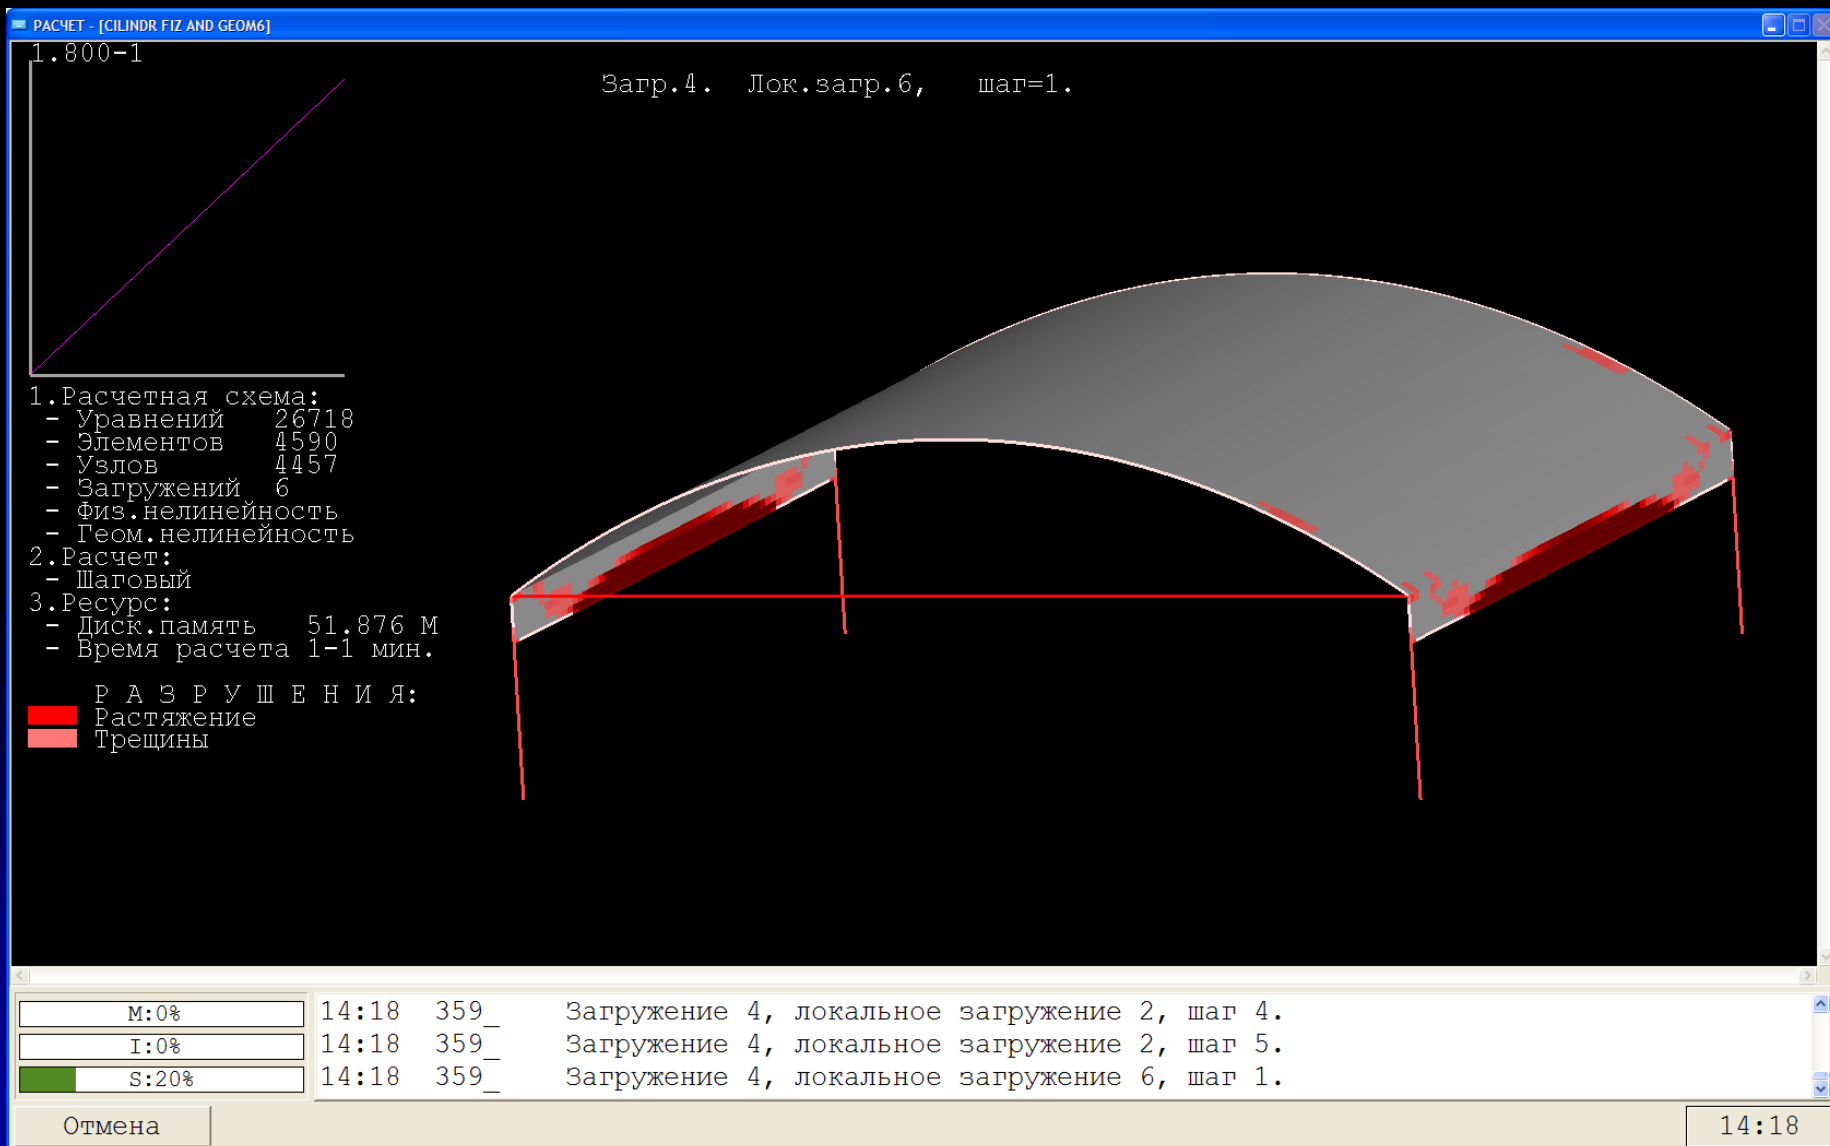 РАСЧЕТ - [CILINDR FIZ AND GEOM6]
1.800-1
Загр.4. Лок.загр.6, шаг=1.
1.Расчетная схема:
- Уравнений 26718
- Элементов 4590
- Узлов 4457
- Загружений 6
- Физ.нелинейность
- Геом.нелинейность
2.Расчет:
- Шаговый
3.Ресурс:
- Диск.память 51.876 М
- Время расчета 1-1 мин.
Р А З Р У Ш Е Н И Я:
Растяжение
Трещины
M:0%
I:0%
S:20%
14:18 359_ Загружение 4, локальное загружение 2, шаг 4.
14:18 359_ Загружение 4, локальное загружение 2, шаг 5.
14:18 359_ Загружение 4, локальное загружение 6, шаг 1.
Отмена
14:18